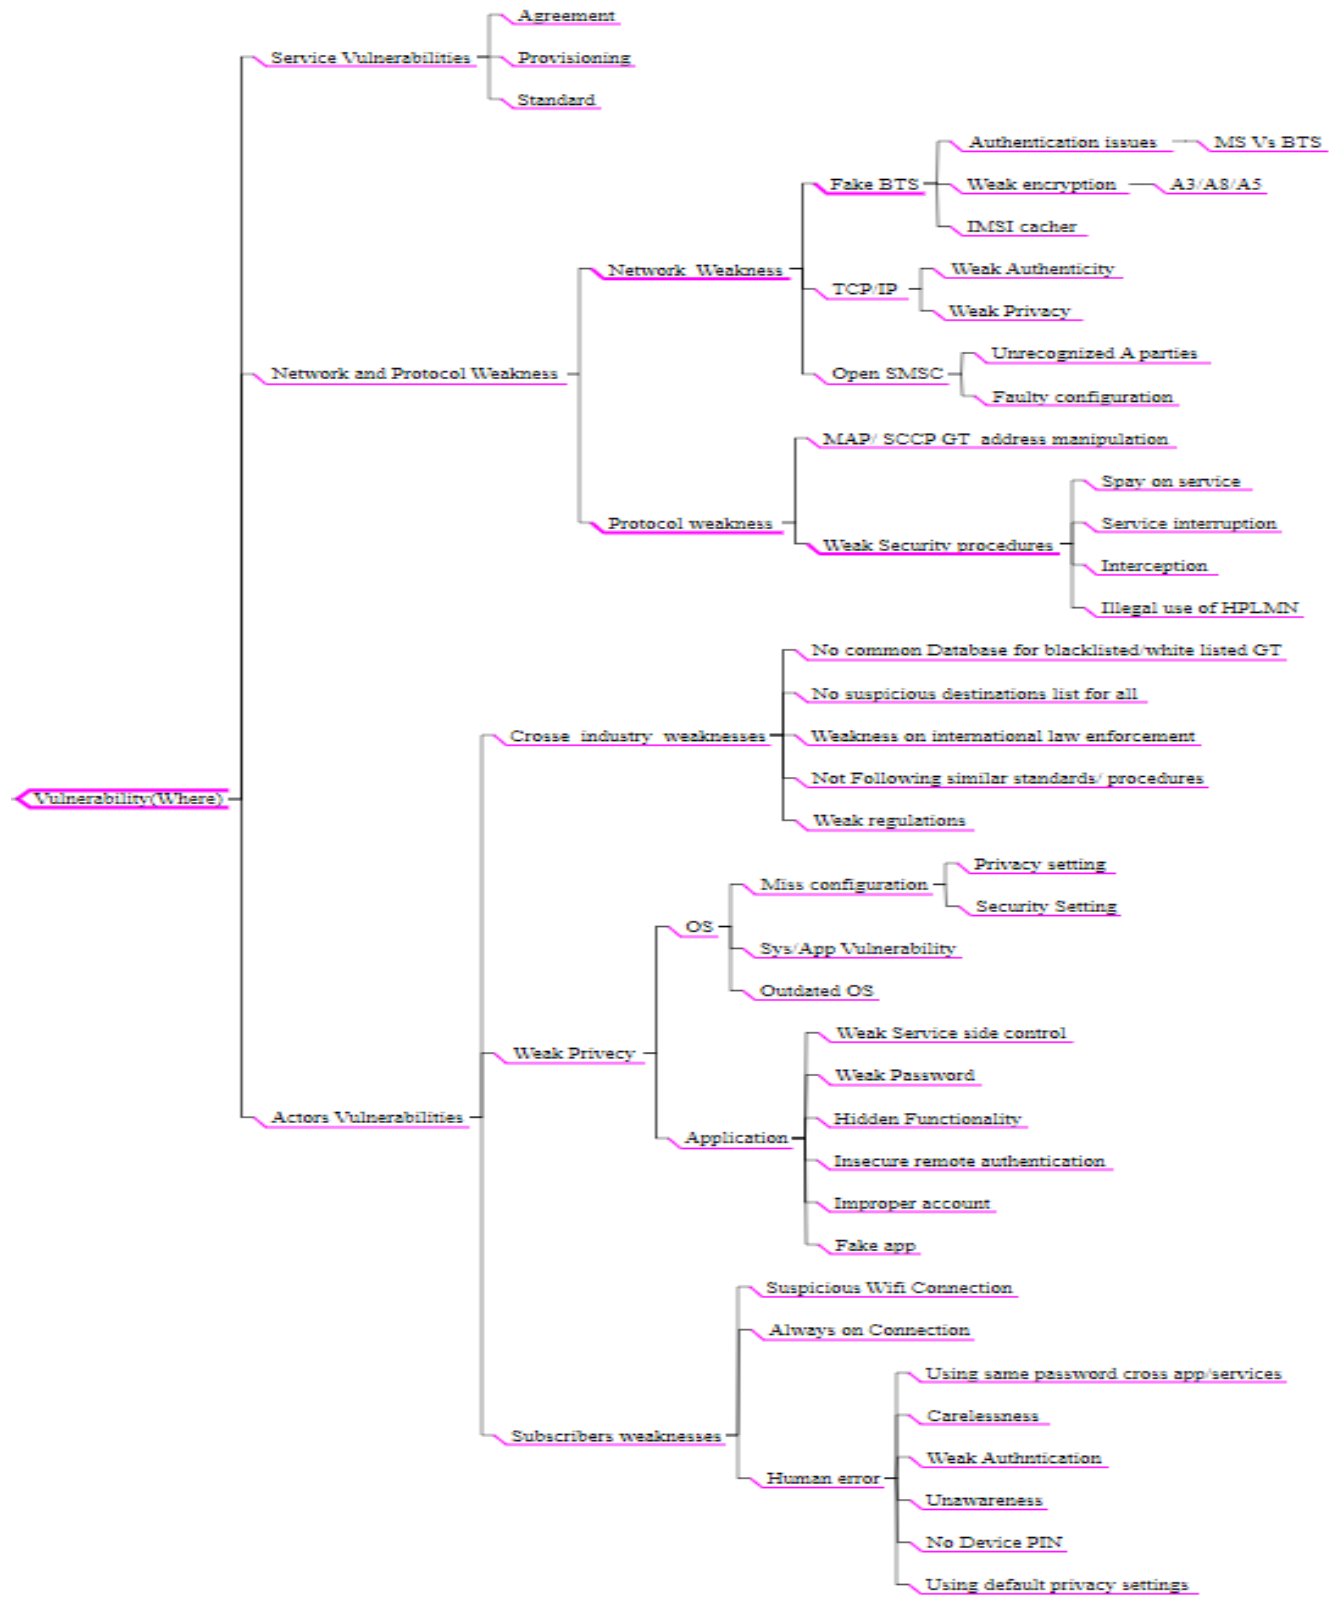 Agreement
Service Vulnerabilities
Provisioning
Standard
Authentication issues
MS Vs BTS
Fake BTS
Weak encryption
A3/A8/A5
IMSI cacher
Network Weakness
Weak Authenticity
TCP/IP
Weak Privacy
Unrecognized A parties
Network and Protocol Weakness
Open SMSC
Faulty configuration
MAP/ SCCP GT address manipulation
Spay on service
Protocol weakness
Service interruption
Weak Security procedures
Interception
Illegal use of HPLMN
No common Database for blacklisted/white listed GT
No suspicious destinations list for all
Crosse industry weaknesses
Weakness on international law enforcement
Not Following similar standards/ procedures
Vulnerability(Where)
Weak regulations
Privacy setting
Miss configuration
Security Setting
OS
Sys/App Vulnerability
Outdated OS
Weak Service side control
Weak Privecy
Weak Password
Hidden Functionality
Actors Vulnerabilities
Application
Insecure remote authentication
Improper account
Fake app
Suspicious Wifi Connection
Always on Connection
Using same password cross app/services
Carelessness
Subscribers weaknesses
Weak Authntication
Human error
Unawareness
No Device PIN
Using default privacy settings